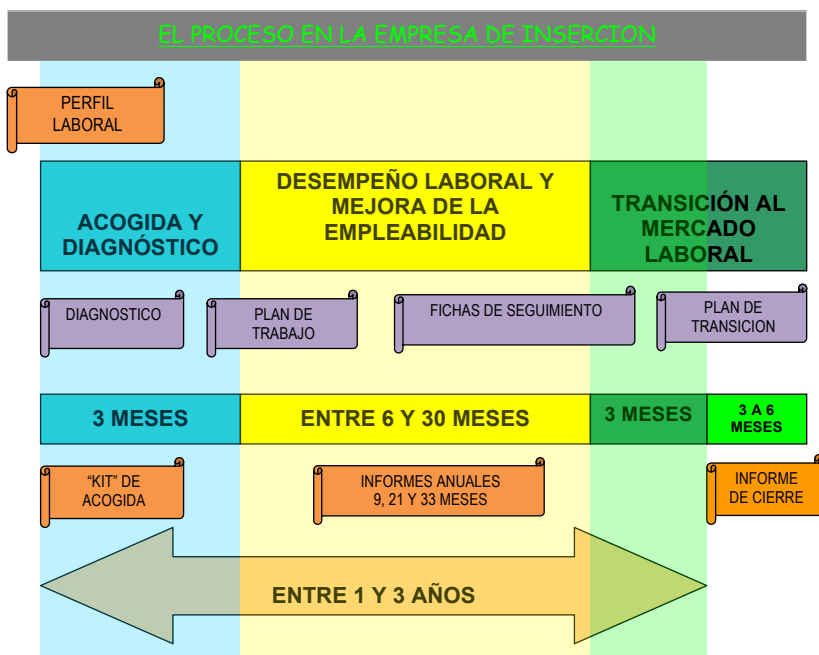 EL PROCESO EN LA EMPRESA DE INSERCION
PERFIL
LABORAL
ACOGIDA Y
DIAGNÓSTICO
DESEMPEÑO LABORAL Y
MEJORA DE LA
EMPLEABILIDAD
TRANSICIÓN AL
MERCADO
LABORAL
DIAGNOSTICO
PLAN DE
TRABAJO
FICHAS DE SEGUIMIENTO
PLAN DE
TRANSICION
3 MESES
ENTRE 6 Y 30 MESES
3 MESES
3 A 6
MESES
“KIT” DE
ACOGIDA
INFORMES ANUALES
9, 21 Y 33 MESES
INFORME
DE CIERRE
ENTRE 1 Y 3 AÑOS